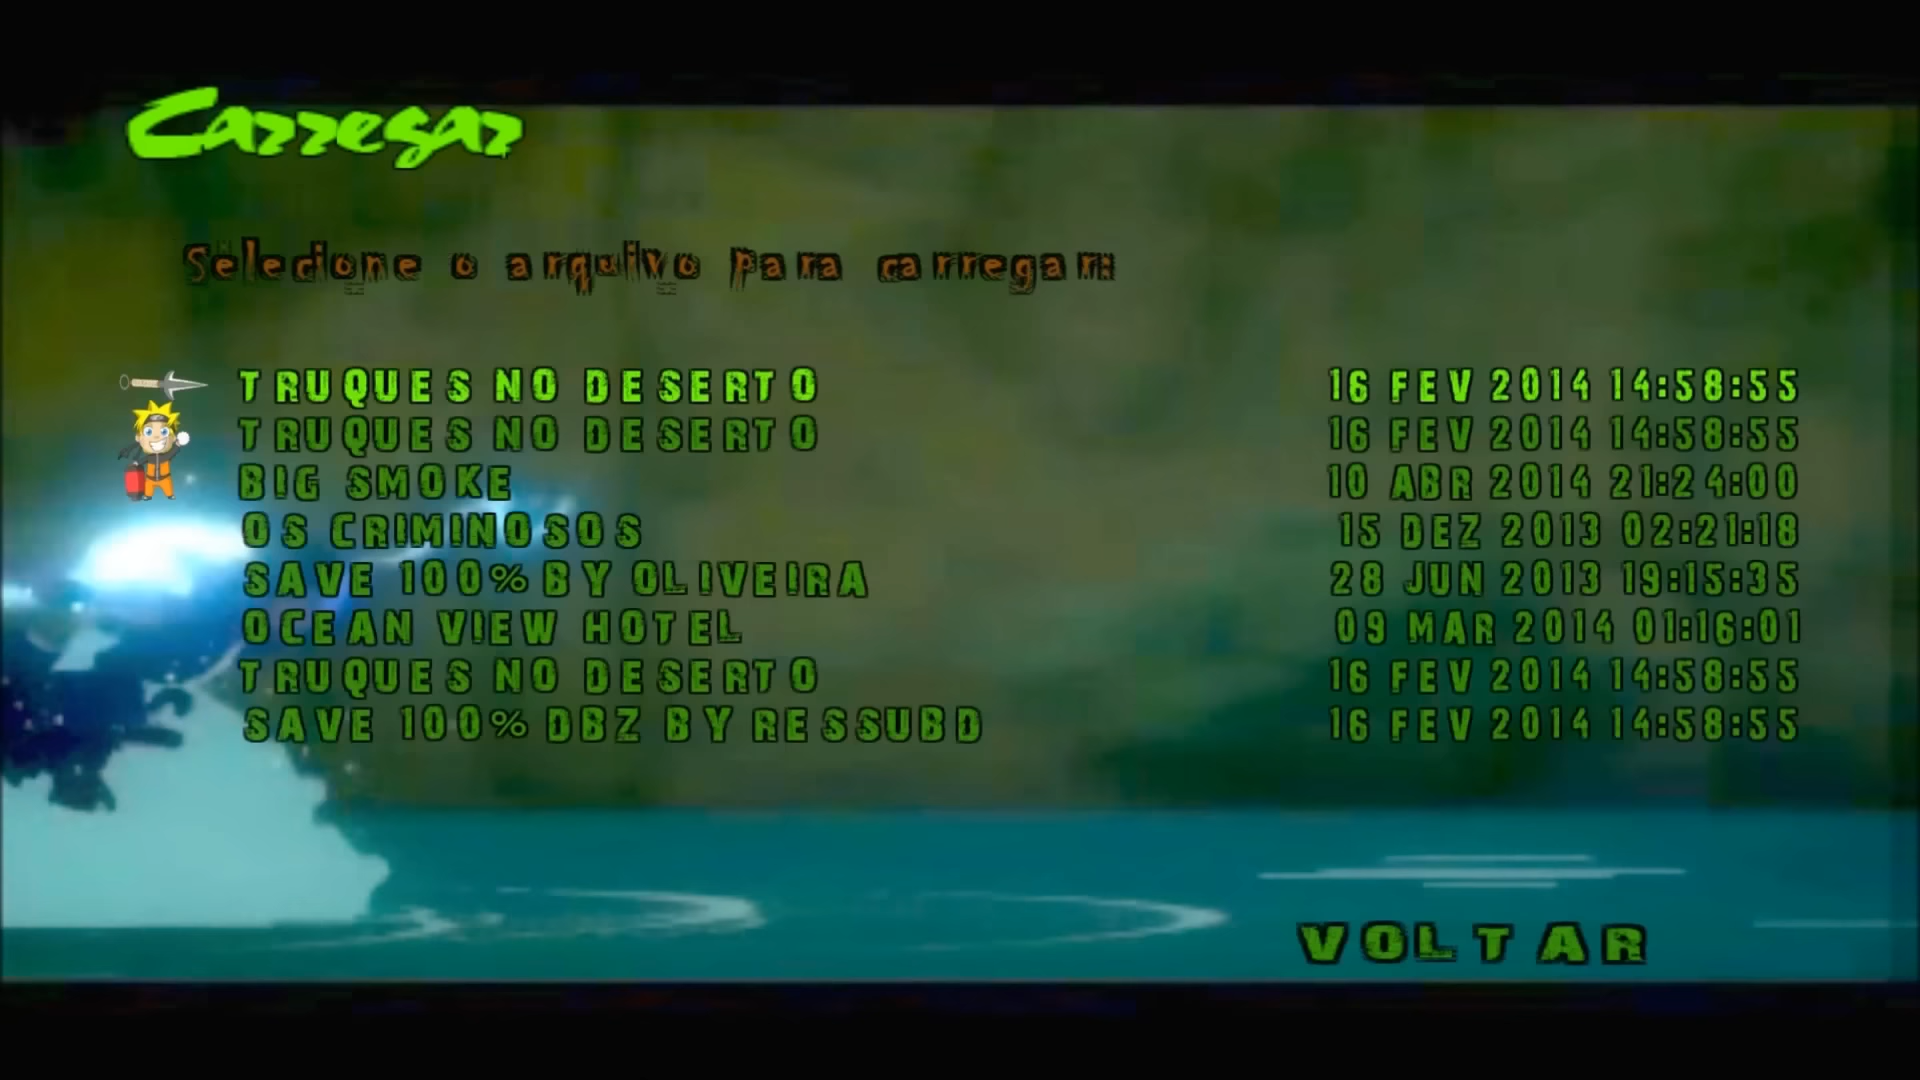 Carregar
Selecione o arquivo para carregar:
TRUQUES NO DESERTO 16 FEV 2014 14:58:55
TRUQUES NO DESERTO 16 FEV 2014 14:58:55
BIG SMOKE 10 ABR 2014 21:24:00
OS CRIMINOSOS 15 DEZ 2013 02:21:18
SAVE 100% BY OLIVEIRA 28 JUN 2013 19:15:35
OCEAN VIEW HOTEL 09 MAR 2014 01:16:01
TRUQUES NO DESERTO 16 FEV 2014 14:58:55
SAVE 100% DBZ BY RESSUBD 16 FEV 2014 14:58:55
VOLTAR